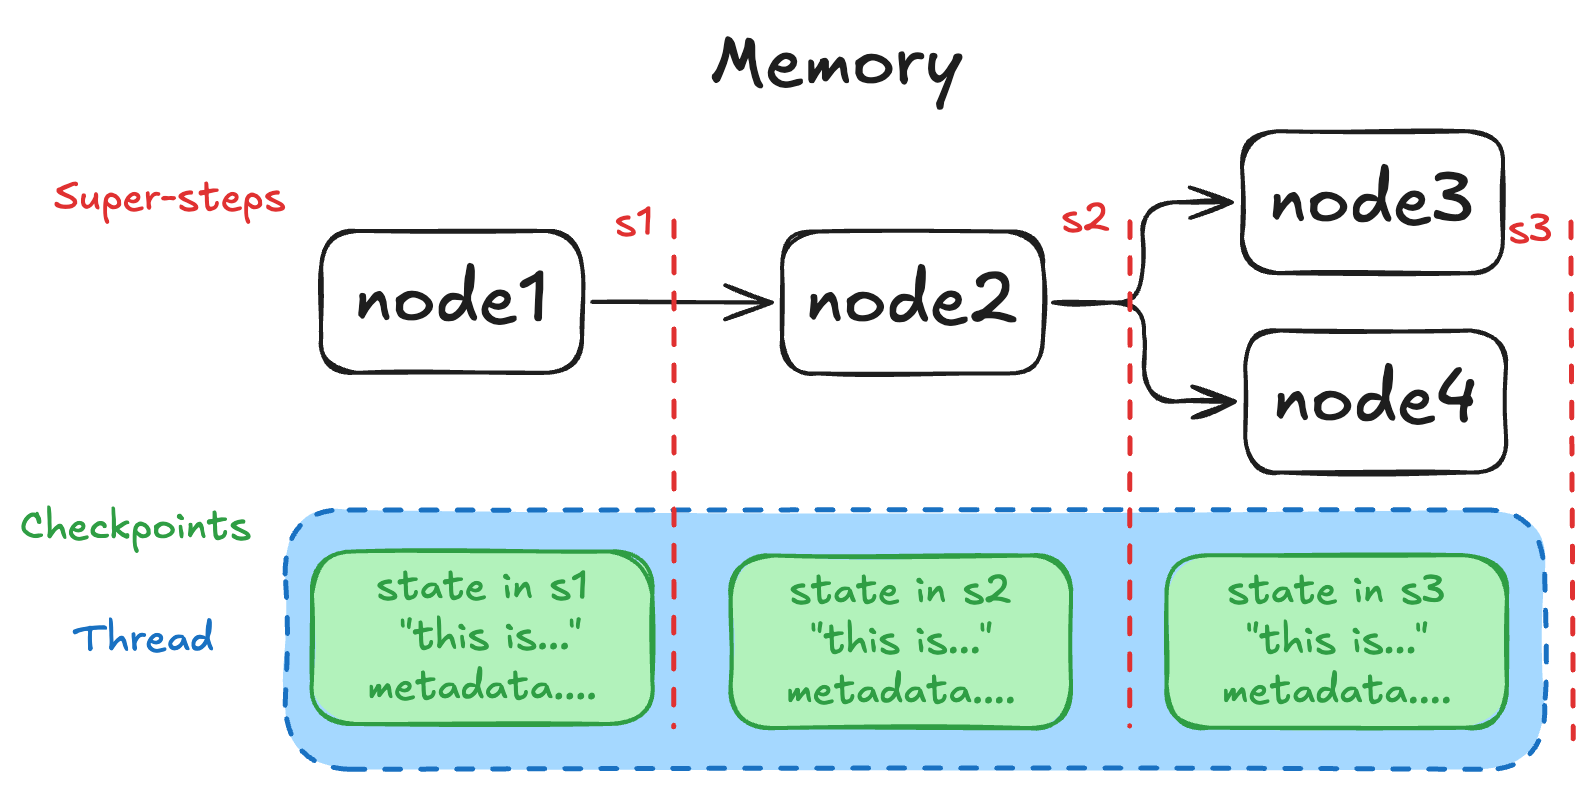 Memory
Super-steps
s1
s2
s3
node1
node2
node3
node4
Checkpoints
Thread
state in s1
"this is..."
metadata....
state in s2
"this is..."
metadata....
state in s3
"this is..."
metadata....